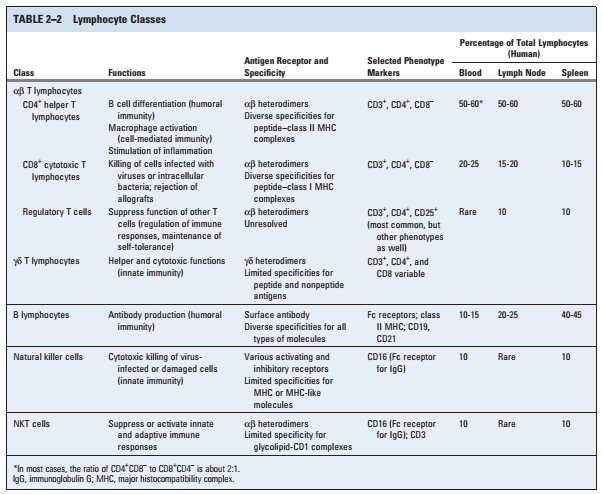 TABLE 2–2 Lymphocyte Classes
Percentage of Total Lymphocytes
(Human)
Antigen Receptor and Selected Phenotype
Class Functions Specificity Markers Blood Lymph Node Spleen
αβ T lymphocytes
CD4⁺ helper T B cell differentiation (humoral αβ heterodimers CD3⁺, CD4⁺, CD8⁻ 50-60* 50-60 50-60
lymphocytes immunity) Diverse specificities for
Macrophage activation peptide–class II MHC
(cell-mediated immunity) complexes
Stimulation of inflammation
CD8⁺ cytotoxic T Killing of cells infected with αβ heterodimers CD3⁺, CD4⁺, CD8⁻ 20-25 15-20 10-15
lymphocytes viruses or intracellular Diverse specificities for
bacteria; rejection of peptide–class I MHC
allografts complexes
Regulatory T cells Suppress function of other T αβ heterodimers CD3⁺, CD4⁺, CD25⁺ Rare 10 10
cells (regulation of immune Unresolved (most common, but
responses, maintenance of other phenotypes
self-tolerance) as well)
γδ T lymphocytes Helper and cytotoxic functions γδ heterodimers CD3⁺, CD4⁺, and
(innate immunity) Limited specificities for CD8 variable
peptide and nonpeptide
antigens
B lymphocytes Antibody production (humoral Surface antibody Fc receptors; class 10-15 20-25 40-45
immunity) Diverse specificities for all II MHC; CD19,
types of molecules CD21
Natural killer cells Cytotoxic killing of virus- Various activating and CD16 (Fc receptor 10 Rare 10
infected or damaged cells inhibitory receptors for IgG)
(innate immunity) Limited specificities for
MHC or MHC-like
molecules
NKT cells Suppress or activate innate αβ heterodimers CD16 (Fc receptor 10 Rare 10
and adaptive immune Limited specificity for for IgG); CD3
responses glycolipid-CD1 complexes
*In most cases, the ratio of CD4⁺CD8⁻ to CD8⁺CD4⁻ is about 2:1.
IgG, immunoglobulin G; MHC, major histocompatibility complex.